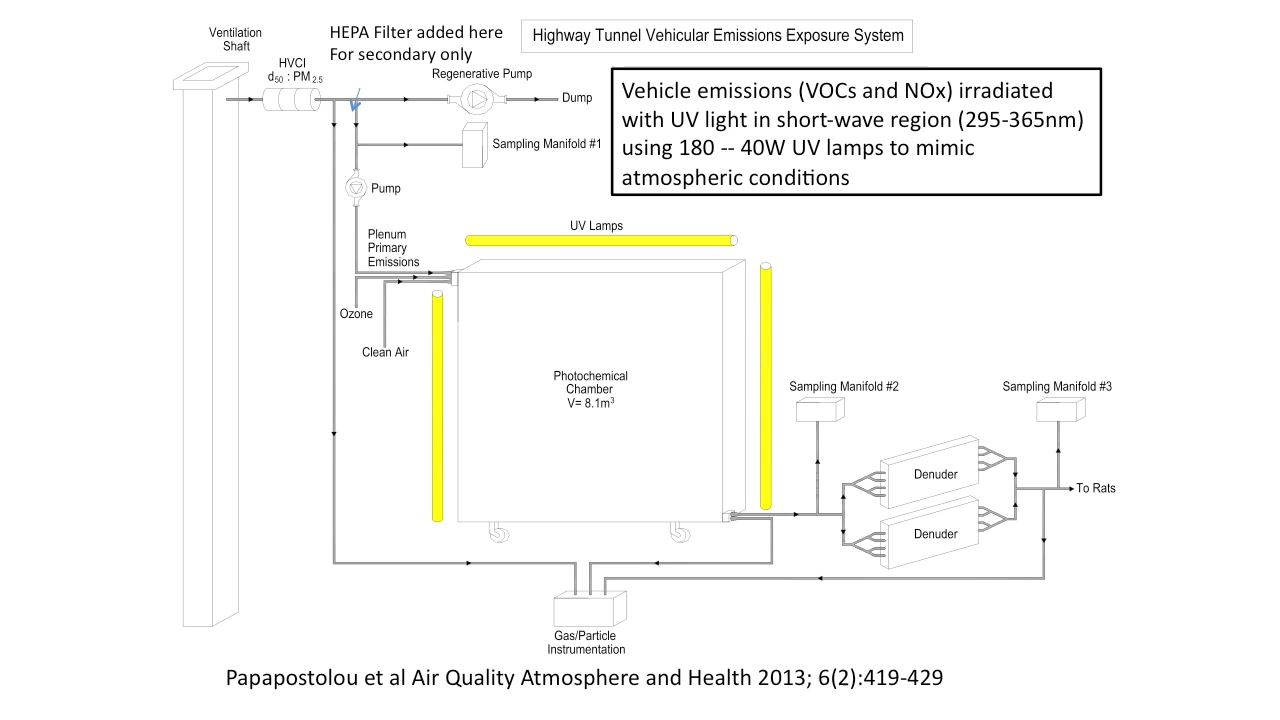 Highway Tunnel Vehicular Emissions Exposure System
Ventilation
Shaft
HEPA Filter added here
For secondary only
HVCI
d50 : PM 2.5
Regenerative Pump
Dump
Vehicle emissions (VOCs and NOx) irradiated
with UV light in short-wave region (295-365nm)
using 180 -- 40W UV lamps to mimic
atmospheric conditions
Sampling Manifold #1
Pump
UV Lamps
Plenum
Primary
Emissions
Ozone
Clean Air
Photochemical
Chamber
V= 8.1m³
Sampling Manifold #2
Sampling Manifold #3
Denuder
To Rats
Denuder
Gas/Particle
Instrumentation
Papapostolou et al Air Quality Atmosphere and Health 2013; 6(2):419-429